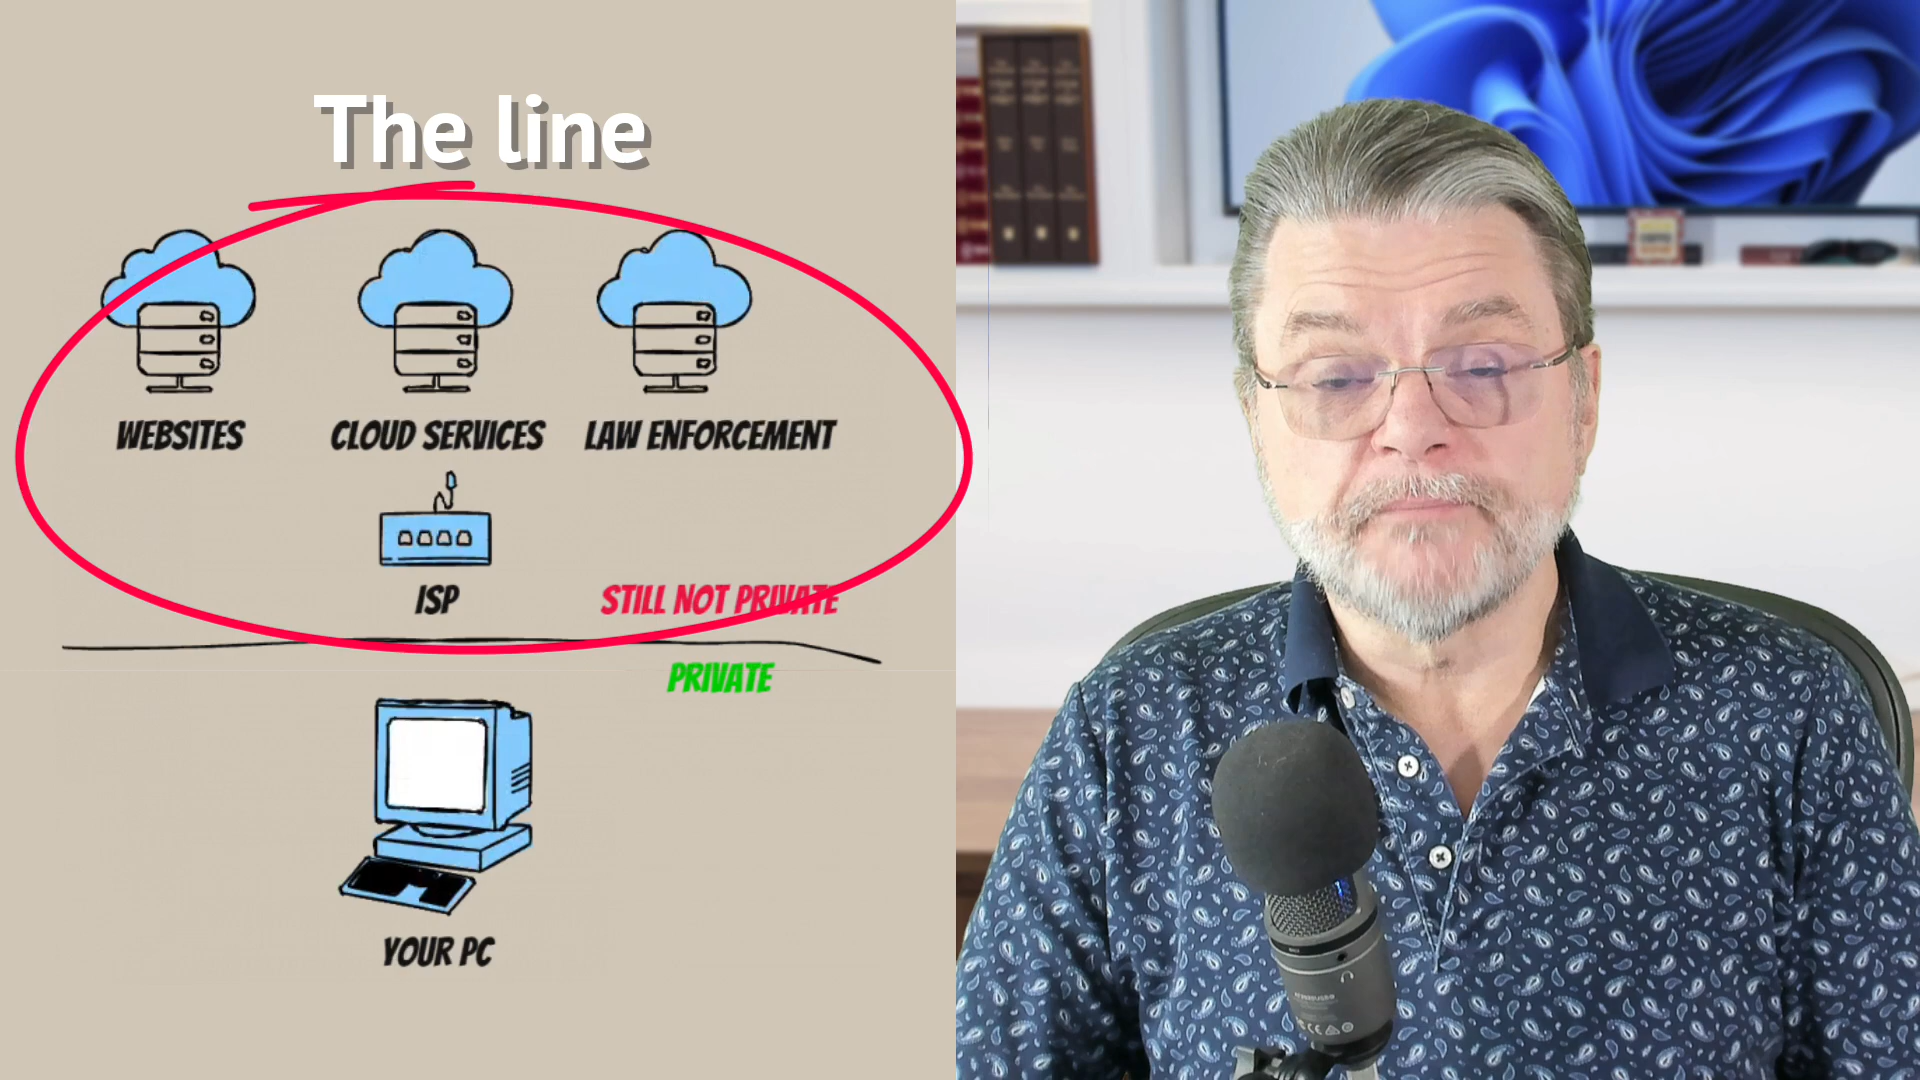 The line
WEBSITES
CLOUD SERVICES
LAW ENFORCEMENT
ISP
STILL NOT PRIVATE
PRIVATE
YOUR PC